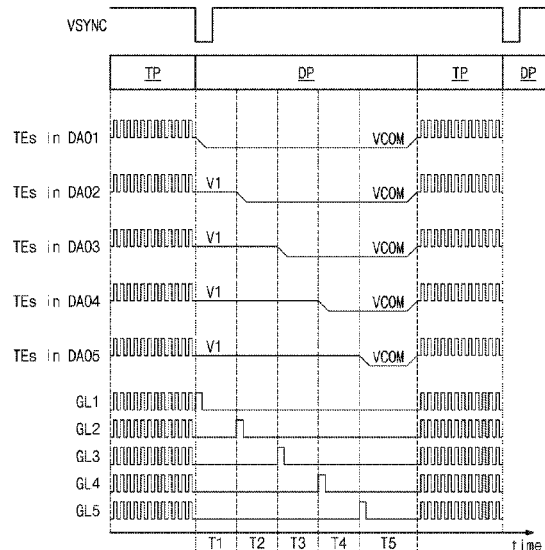 VSYNC
TP DP TP DP
TEs in DA01 VCOM
TEs in DA02 V1 VCOM
TEs in DA03 V1 VCOM
TEs in DA04 V1 VCOM
TEs in DA05 V1 VCOM
GL1
GL2
GL3
GL4
GL5
T1 T2 T3 T4 T5 time